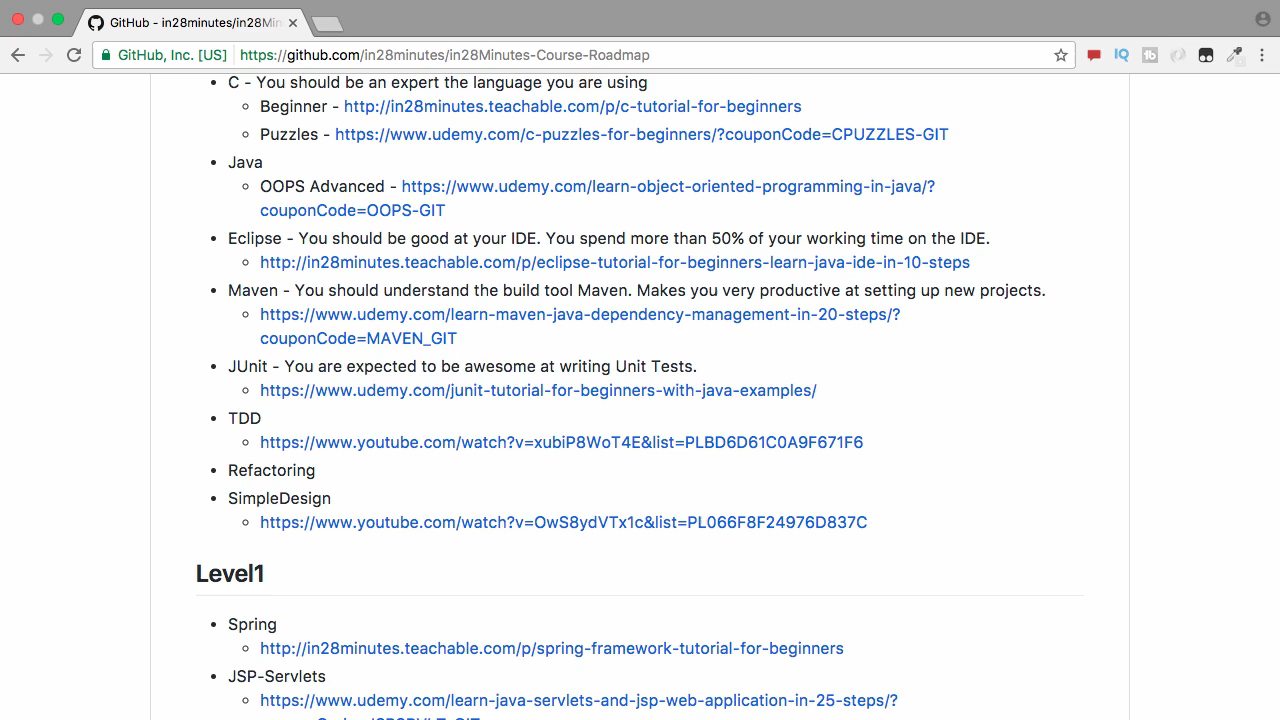 GitHub - in28minutes/in28Min
GitHub, Inc. [US] https://github.com/in28minutes/in28Minutes-Course-Roadmap
C - You should be an expert the language you are using
Beginner - http://in28minutes.teachable.com/p/c-tutorial-for-beginners
Puzzles - https://www.udemy.com/c-puzzles-for-beginners/?couponCode=CPUZZLES-GIT
Java
OOPS Advanced - https://www.udemy.com/learn-object-oriented-programming-in-java/?
couponCode=OOPS-GIT
Eclipse - You should be good at your IDE. You spend more than 50% of your working time on the IDE.
http://in28minutes.teachable.com/p/eclipse-tutorial-for-beginners-learn-java-ide-in-10-steps
Maven - You should understand the build tool Maven. Makes you very productive at setting up new projects.
https://www.udemy.com/learn-maven-java-dependency-management-in-20-steps/?
couponCode=MAVEN_GIT
JUnit - You are expected to be awesome at writing Unit Tests.
https://www.udemy.com/junit-tutorial-for-beginners-with-java-examples/
TDD
https://www.youtube.com/watch?v=xubiP8WoT4E&list=PLBD6D61C0A9F671F6
Refactoring
SimpleDesign
https://www.youtube.com/watch?v=OwS8ydVTx1c&list=PL066F8F24976D837C
Level1
Spring
http://in28minutes.teachable.com/p/spring-framework-tutorial-for-beginners
JSP-Servlets
https://www.udemy.com/learn-java-servlets-and-jsp-web-application-in-25-steps/?